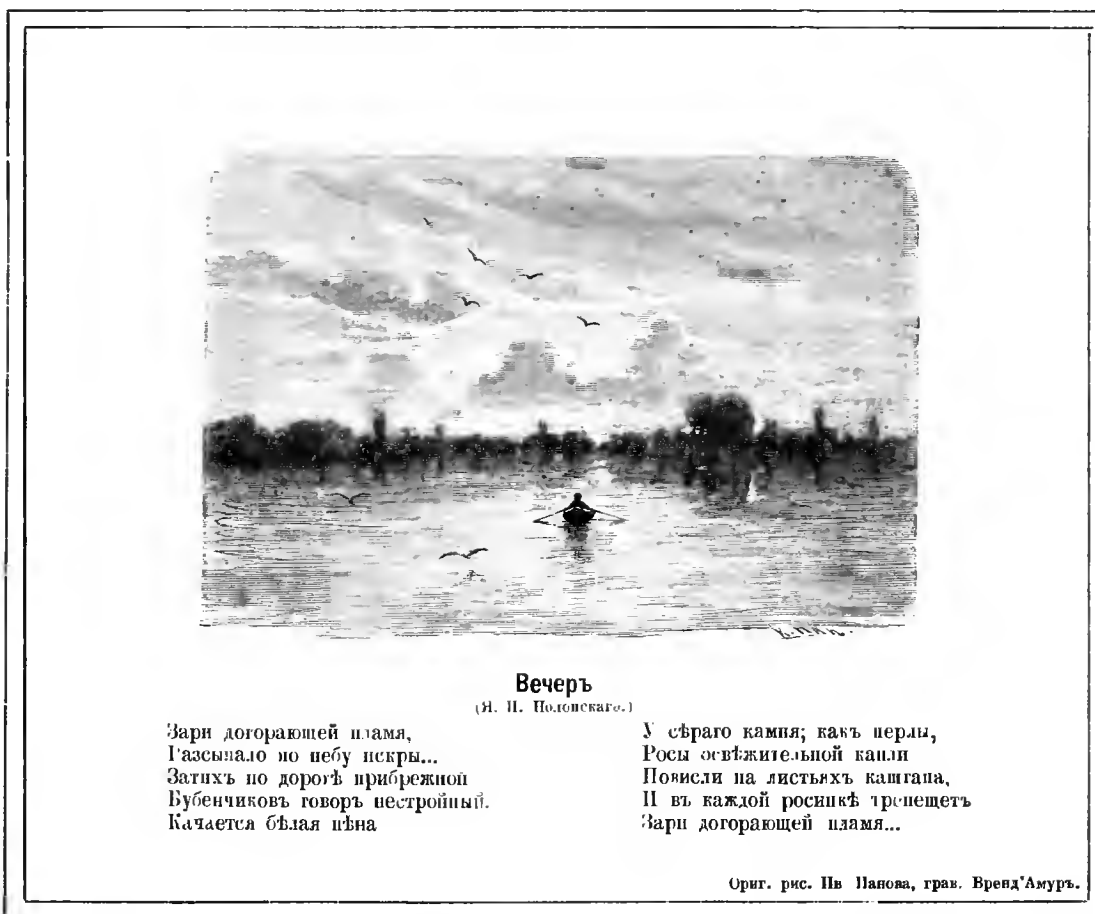 Вечеръ
(Я. П. Полонскаго.)
Зари догорающей пламя,
Разсыпало по небу искры...
Затихъ по дорогѣ прибрежной
Бубенчиковъ говоръ нестройный.
Качается бѣлая пѣна
У сѣраго камня; какъ перлы,
Росы освѣжительной капли
Повисли на листьяхъ каштана,
И въ каждой росинкѣ трепещетъ
Зари догорающей пламя...
Ориг. рис. Ив Панова, грав. Бренд'Амуръ.